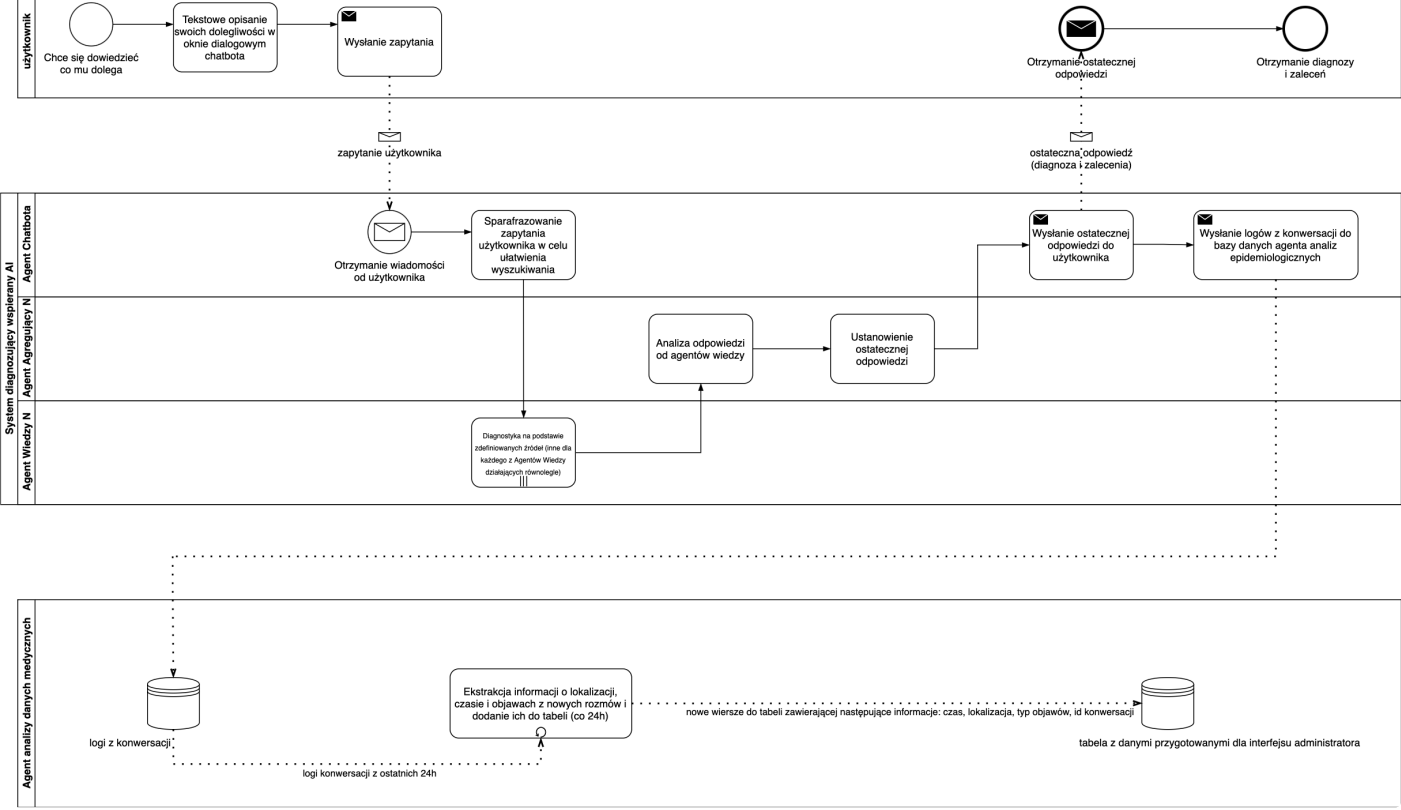 użytkownik
Chce się dowiedzieć
co mu dolega
Tekstowe opisanie
swoich dolegliwości w
oknie dialogowym
chatbota
Wysłanie zapytania
Otrzymanie ostatecznej
odpowiedzi
Otrzymanie diagnozy
i zaleceń
zapytanie użytkownika
ostateczna odpowiedź
(diagnoza i zalecenia)
System diagnozujący wspierany AI
Agent Chatbota
Otrzymanie wiadomości
od użytkownika
Sparafrazowanie
zapytania
użytkownika w celu
ułatwienia
wyszukiwania
Wysłanie ostatecznej
odpowiedzi do
użytkownika
Wysłanie logów z konwersacji do
bazy danych agenta analiz
epidemiologicznych
Agent Agregujący N
Analiza odpowiedzi
od agentów wiedzy
Ustanowienie
ostatecznej
odpowiedzi
Agent Wiedzy N
Diagnostyka na podstawie
zdefiniowanych źródeł (inne dla
każdego z Agentów Wiedzy
działających równolegle)
Agent analizy danych medycznych
logi z konwersacji
logi konwersacji z ostatnich 24h
Ekstrakcja informacji o lokalizacji,
czasie i objawach z nowych rozmów i
dodanie ich do tabeli (co 24h)
nowe wiersze do tabeli zawierającej następujące informacje: czas, lokalizacja, typ objawów, id konwersacji
tabela z danymi przygotowanymi dla interfejsu administratora